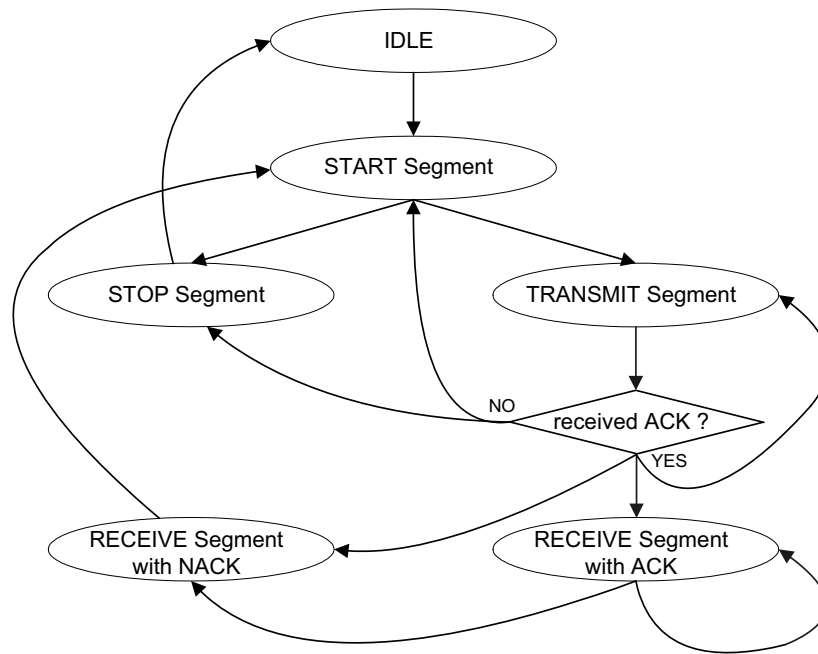 IDLE
START Segment
STOP Segment
TRANSMIT Segment
NO
received ACK ?
YES
RECEIVE Segment
with NACK
RECEIVE Segment
with ACK